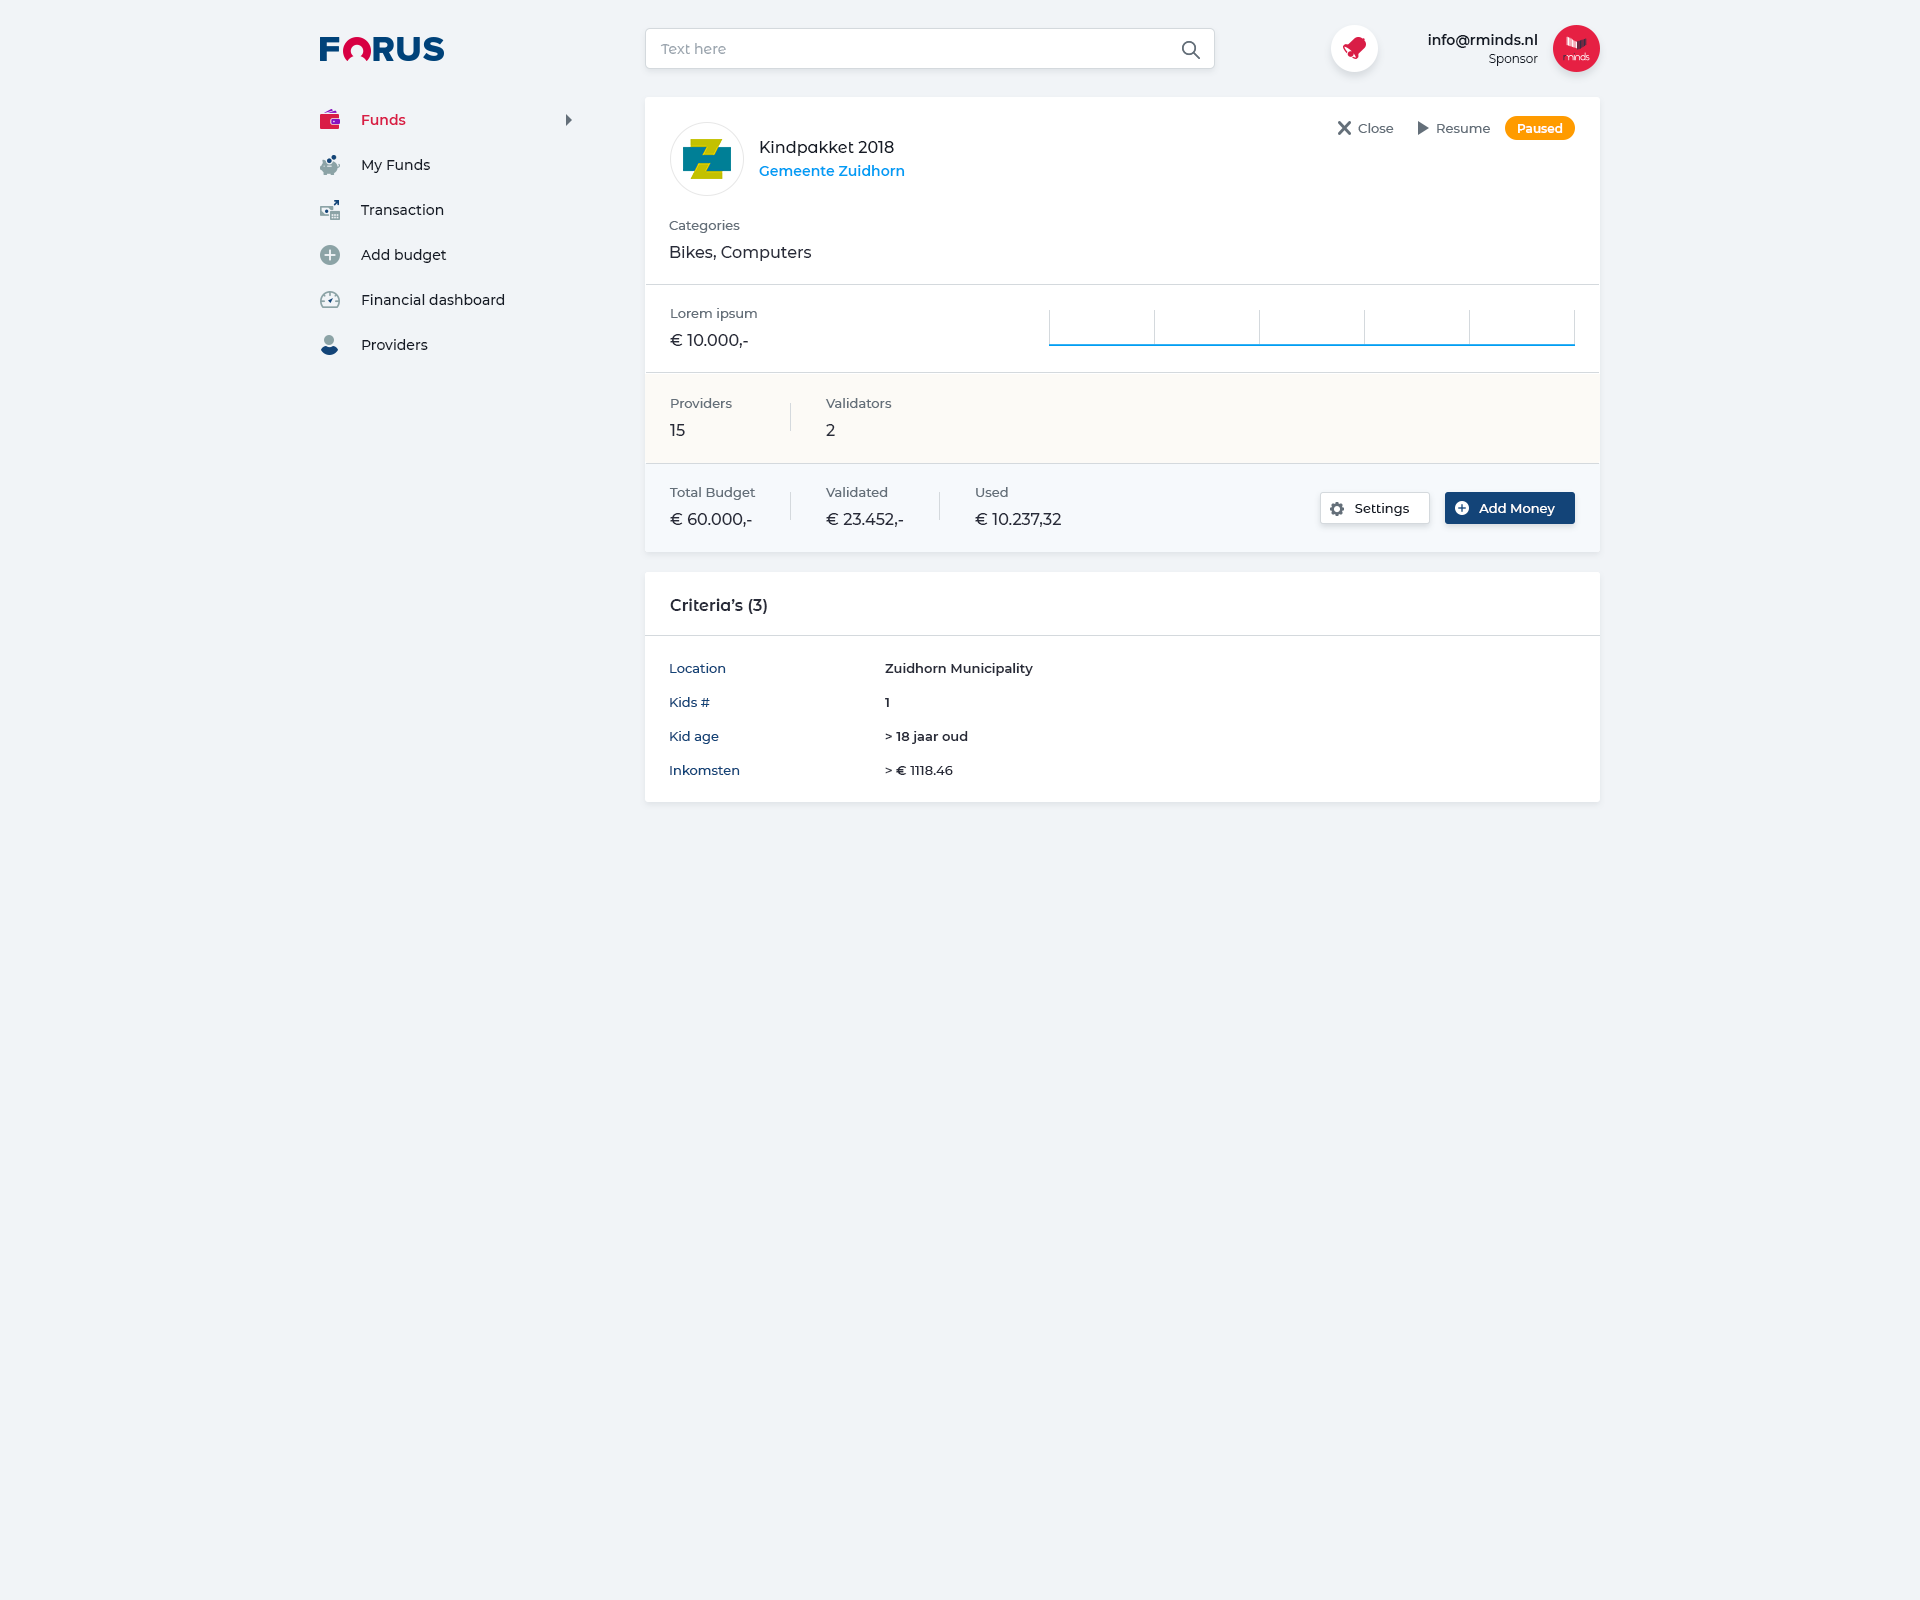 FORUS
Text here
info@rminds.nl
Sponsor
rminds
Funds
My Funds
Transaction
Add budget
Financial dashboard
Providers
Close
Resume
Paused
Kindpakket 2018
Gemeente Zuidhorn
Categories
Bikes, Computers
Lorem ipsum
€ 10.000,-
Providers
Validators
15
2
Total Budget
Validated
Used
€ 60.000,-
€ 23.452,-
€ 10.237,32
Settings
Add Money
Criteria’s (3)
Location
Zuidhorn Municipality
Kids #
1
Kid age
> 18 jaar oud
Inkomsten
> € 1118.46